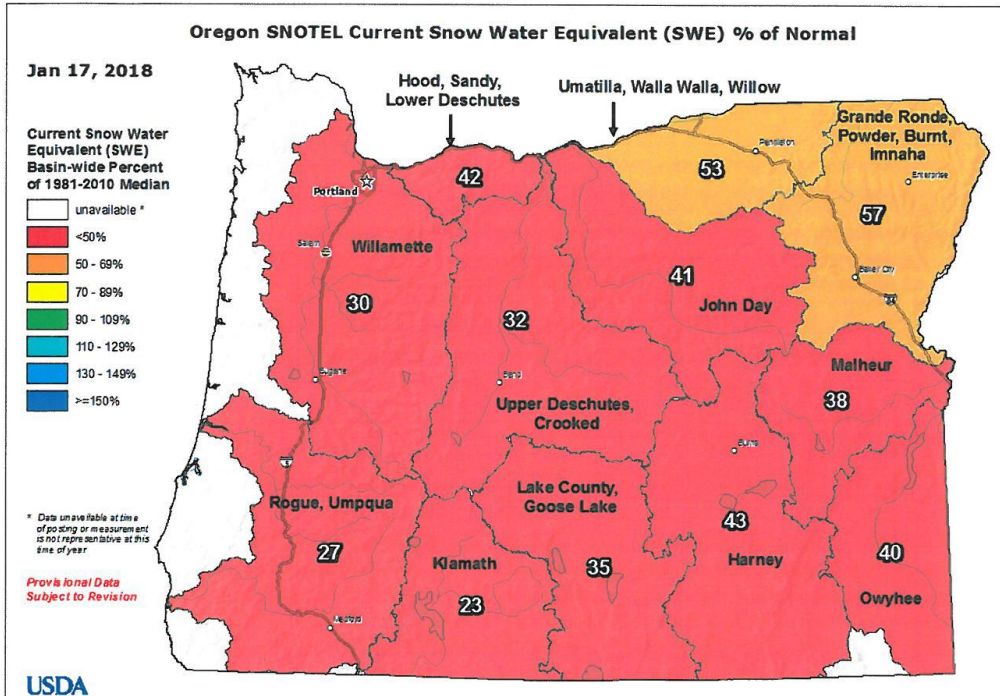 Oregon SNOTEL Current Snow Water Equivalent (SWE) % of Normal
Jan 17, 2018
Current Snow Water
Equivalent (SWE)
Basin-wide Percent
of 1981-2010 Median
unavailable *
<50%
50 - 69%
70 - 89%
90 - 109%
110 - 129%
130 - 149%
>=150%
* Data unavailable at time
of posting or measurement
is not representative at this
time of year
Provisional Data
Subject to Revision
USDA
Hood, Sandy,
Lower Deschutes
42
Umatilla, Walla Walla, Willow
Pendleton
53
Grande Ronde,
Powder, Burnt,
Imnaha
Enterprise
57
Baker City
84
Portland
Salem
Willamette
30
Eugene
32
Bend
Upper Deschutes,
Crooked
41
John Day
Malheur
38
5
Rogue, Umpqua
27
Medford
Klamath
23
Lake County,
Goose Lake
35
Burns
43
Harney
40
Owyhee